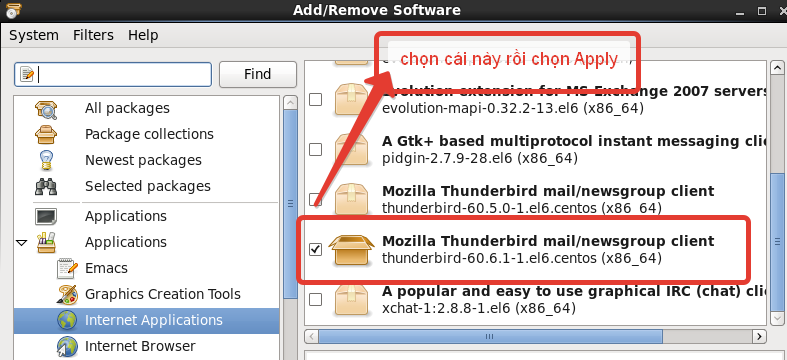 Add/Remove Software
System Filters Help
chọn cái này rồi chọn Apply
Find
All packages
Package collections
Newest packages
Selected packages
Applications
Applications
Emacs
Graphics Creation Tools
Internet Applications
Internet Browser
Evolution extension for MS Exchange 2007 servers
evolution-mapi-0.32.2-13.el6 (x86_64)
A Gtk+ based multiprotocol instant messaging clie
pidgin-2.7.9-28.el6 (x86_64)
Mozilla Thunderbird mail/newsgroup client
thunderbird-60.5.0-1.el6.centos (x86_64)
Mozilla Thunderbird mail/newsgroup client
thunderbird-60.6.1-1.el6.centos (x86_64)
A popular and easy to use graphical IRC (chat) clie
xchat-1:2.8.8-1.el6 (x86_64)